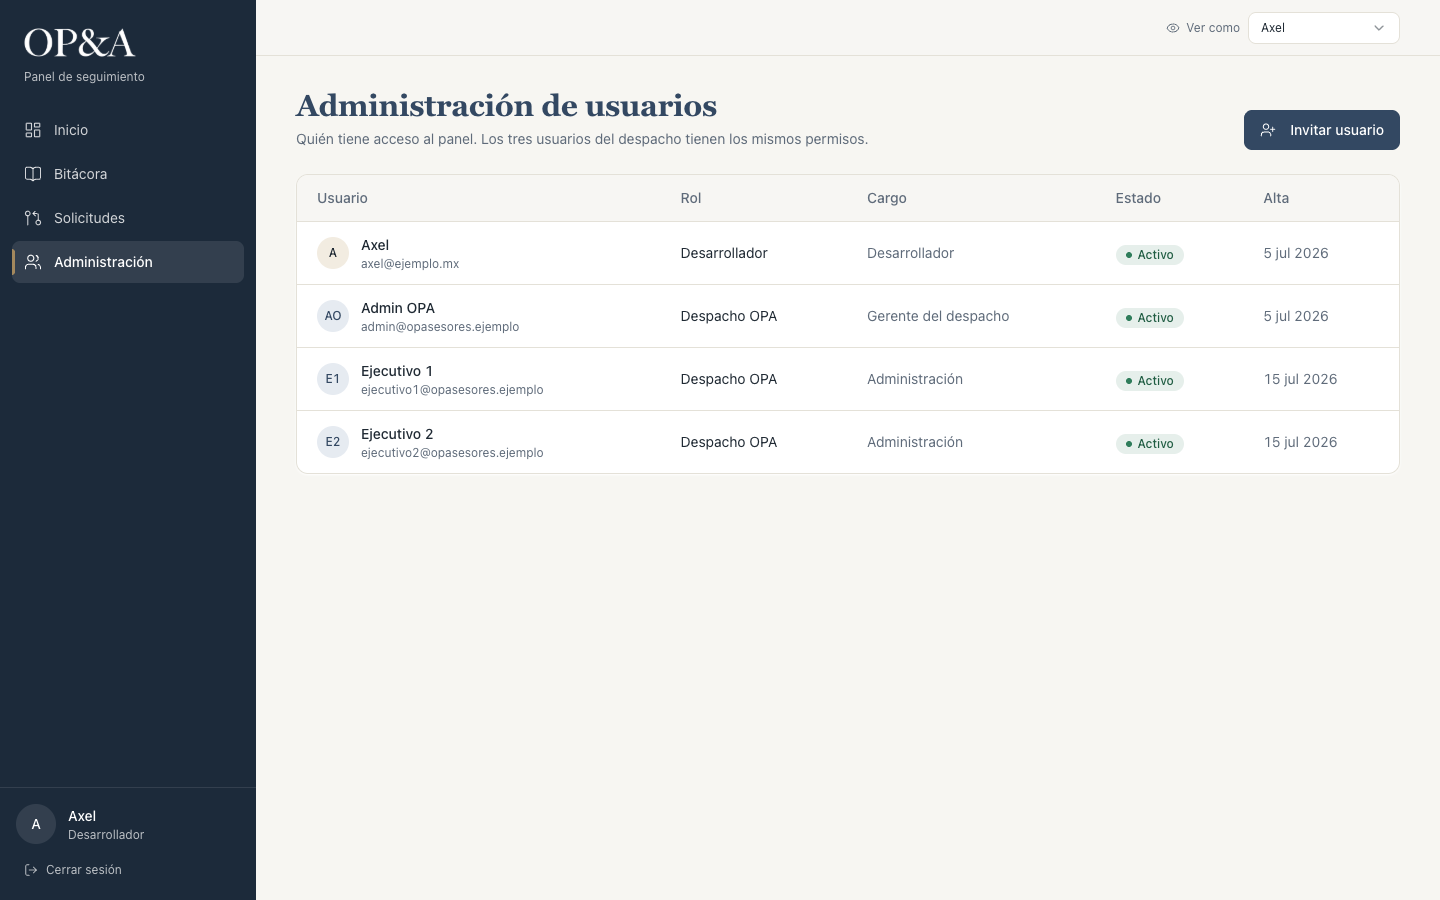 OP&A
Panel de seguimiento
Inicio
Bitácora
Solicitudes
Administración
Axel
Desarrollador
Cerrar sesión
Ver como
Axel
Administración de usuarios
Quién tiene acceso al panel. Los tres usuarios del despacho tienen los mismos permisos.
Invitar usuario
Usuario Rol Cargo Estado Alta
A Axel Desarrollador Desarrollador Activo 5 jul 2026
axel@ejemplo.mx
AO Admin OPA Despacho OPA Gerente del despacho Activo 5 jul 2026
admin@opasesores.ejemplo
E1 Ejecutivo 1 Despacho OPA Administración Activo 15 jul 2026
ejecutivo1@opasesores.ejemplo
E2 Ejecutivo 2 Despacho OPA Administración Activo 15 jul 2026
ejecutivo2@opasesores.ejemplo
A